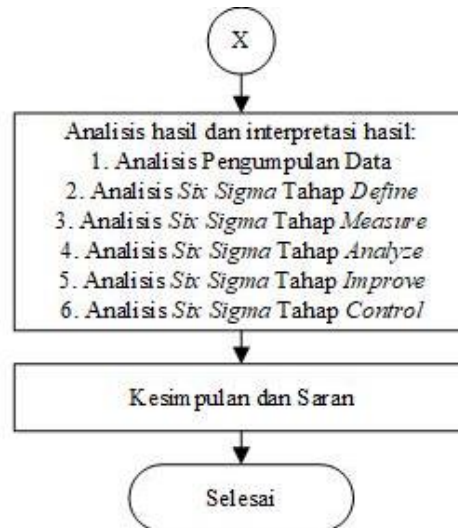 X
Analisis hasil dan interpretasi hasil:
1. Analisis Pengumpulan Data
2. Analisis Six Sigma Tahap Define
3. Analisis Six Sigma Tahap Measure
4. Analisis Six Sigma Tahap Analyze
5. Analisis Six Sigma Tahap Improve
6. Analisis Six Sigma Tahap Control
Kesimpulan dan Saran
Selesai